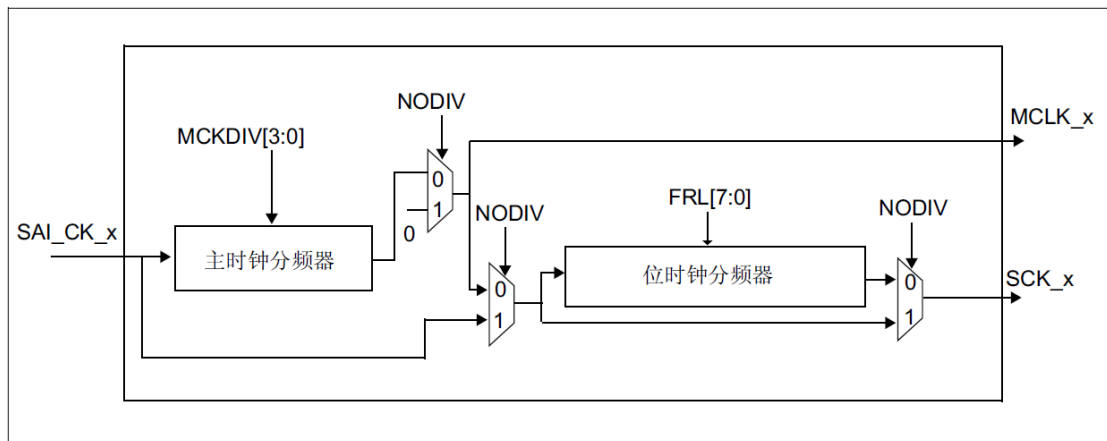 NODIV
MCLK_x
MCKDIV[3:0]
0
1
0
NODIV
FRL[7:0]
NODIV
SAI_CK_x
主时钟分频器
0
1
位时钟分频器
0
1
SCK_x